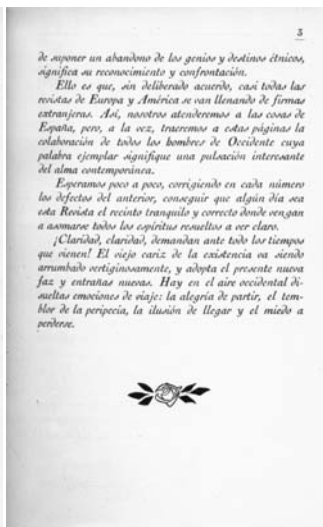 3
de suponer un abandono de los genios y destinos étnicos,
significa su reconocimiento y confrontación.
Ello es que, sin deliberado acuerdo, casi todas las
revistas de Europa y América se van llenando de firmas
extranjeras. Así, nosotros atenderemos a las cosas de
España, pero, a la vez, traeremos a estas páginas la
colaboración de todos los hombres de Occidente cuya
palabra ejemplar signifique una pulsación interesante
del alma contemporánea.
Esperamos poco a poco, corrigiendo en cada número
los defectos del anterior, conseguir que algún día sea
esta Revista el recinto tranquilo y correcto donde vengan
a asomarse todos los espíritus resueltos a ver claro.
¡Claridad, claridad, demandan ante todo los tiempos
que vienen! El viejo cariz de la existencia va siendo
arrumbado vertiginosamente, y adopta el presente nueva
faz y entrañas nuevas. Hay en el aire occidental di-
sueltas emociones de viaje: la alegría de partir, el tem-
blor de la peripecia, la ilusión de llegar y el miedo a
perderse.